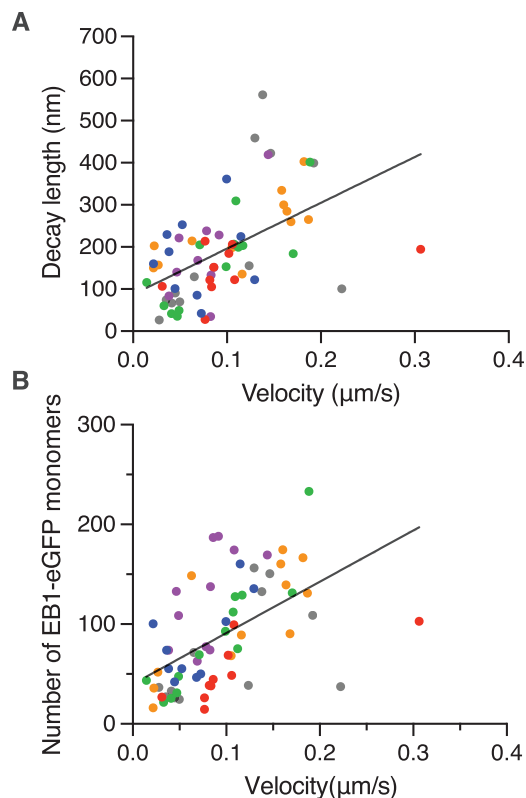 A
700
600
500
400
300
200
100
0
Decay length (nm)
0.0 0.1 0.2 0.3 0.4
Velocity (µm/s)
B
300
200
100
0
Number of EB1-eGFP monomers
0.0 0.1 0.2 0.3 0.4
Velocity(µm/s)